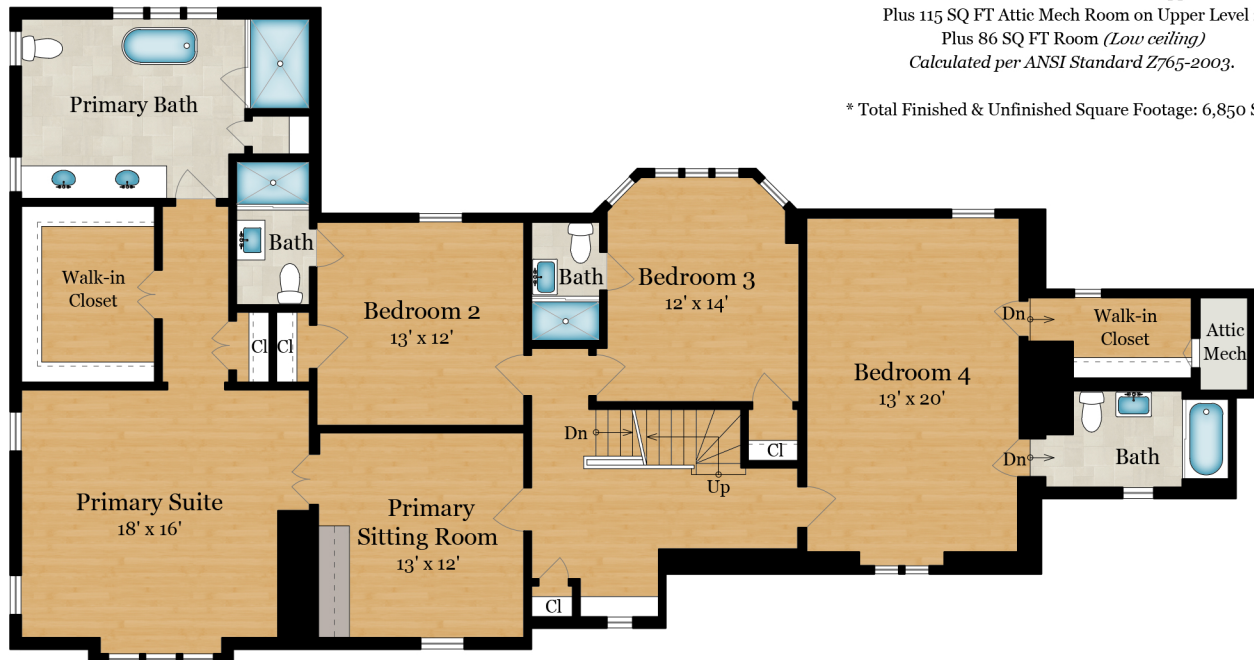 Plus 115 SQ FT Attic Mech Room on Upper Level
Plus 86 SQ FT Room (Low ceiling)
Calculated per ANSI Standard Z765-2003.
* Total Finished & Unfinished Square Footage: 6,850 S
Primary Bath
Bath
Walk-in
Closet
Cl
Cl
Bedroom 2
13' x 12'
Bath
Bedroom 3
12' x 14'
Cl
Dn
Up
Bedroom 4
13' x 20'
Dn
Walk-in
Closet
Attic
Mech
Dn
Bath
Primary Suite
18' x 16'
Primary
Sitting Room
13' x 12'
Cl